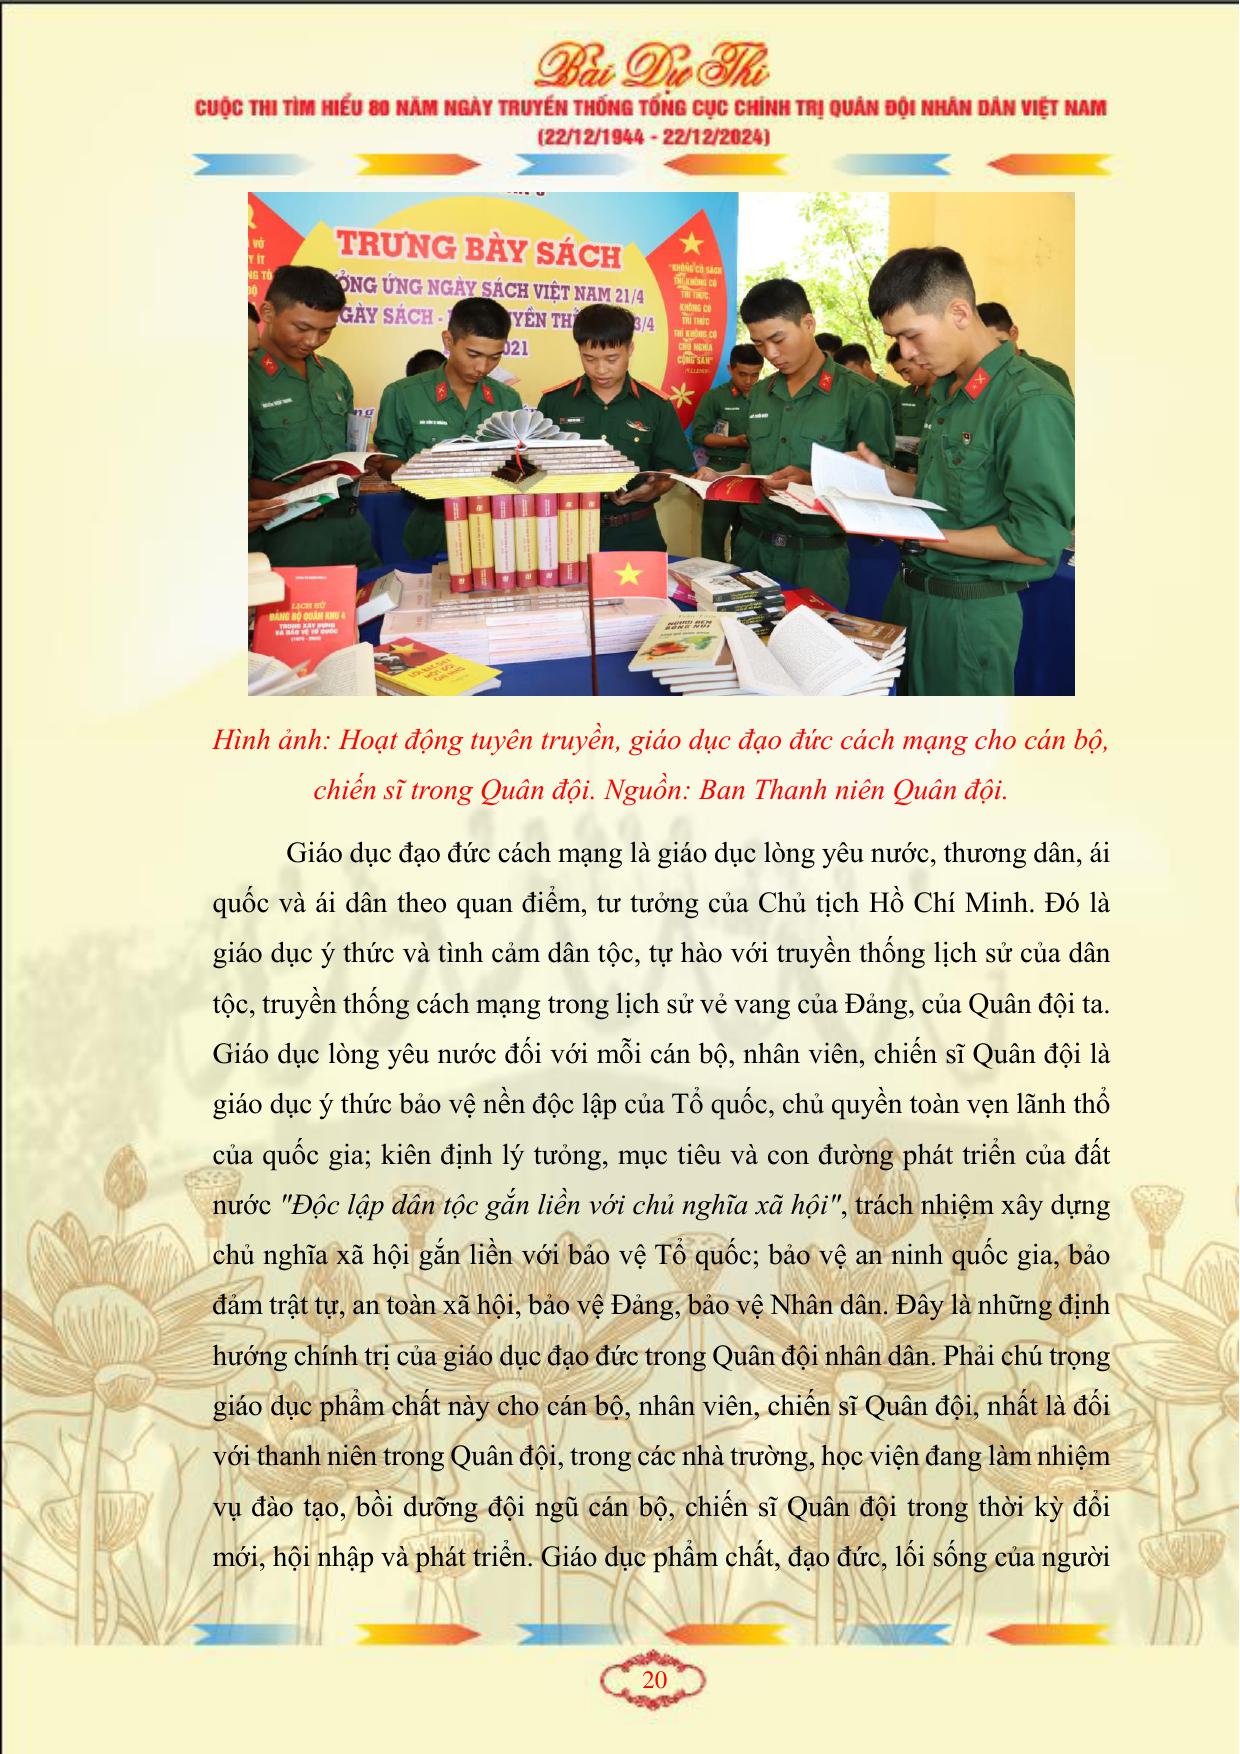 Bài Dự Thi
CUỘC THI TÌM HIỂU 80 NĂM NGÀY TRUYỀN THỐNG TỔNG CỤC CHÍNH TRỊ QUÂN ĐỘI NHÂN DÂN VIỆT NAM
(22/12/1944 - 22/12/2024)
TRƯNG BÀY SÁCH
ỞNG ỨNG NGÀY SÁCH VIỆT NAM 21/4
GÀY SÁCH -
"KHÔNG CÓ SÁCH
THÌ KHÔNG CÓ
TRI THỨC,
KHÔNG CÓ
TRI THỨC
THÌ KHÔNG CÓ
CHỦ NGHĨA
CỘNG SẢN"
LỊCH SỬ
ĐẢNG BỘ QUÂN KHU 4
TRONG XÂY DỰNG
VÀ BẢO VỆ TỔ QUỐC
Hình ảnh: Hoạt động tuyên truyền, giáo dục đạo đức cách mạng cho cán bộ,
chiến sĩ trong Quân đội. Nguồn: Ban Thanh niên Quân đội.
Giáo dục đạo đức cách mạng là giáo dục lòng yêu nước, thương dân, ái
quốc và ái dân theo quan điểm, tư tưởng của Chủ tịch Hồ Chí Minh. Đó là
giáo dục ý thức và tình cảm dân tộc, tự hào với truyền thống lịch sử của dân
tộc, truyền thống cách mạng trong lịch sử vẻ vang của Đảng, của Quân đội ta.
Giáo dục lòng yêu nước đối với mỗi cán bộ, nhân viên, chiến sĩ Quân đội là
giáo dục ý thức bảo vệ nền độc lập của Tổ quốc, chủ quyền toàn vẹn lãnh thổ
của quốc gia; kiên định lý tưỏng, mục tiêu và con đường phát triển của đất
nước "Độc lập dân tộc gắn liền với chủ nghĩa xã hội", trách nhiệm xây dựng
chủ nghĩa xã hội gắn liền với bảo vệ Tổ quốc; bảo vệ an ninh quốc gia, bảo
đảm trật tự, an toàn xã hội, bảo vệ Đảng, bảo vệ Nhân dân. Đây là những định
hướng chính trị của giáo dục đạo đức trong Quân đội nhân dân. Phải chú trọng
giáo dục phẩm chất này cho cán bộ, nhân viên, chiến sĩ Quân đội, nhất là đối
với thanh niên trong Quân đội, trong các nhà trường, học viện đang làm nhiệm
vụ đào tạo, bồi dưỡng đội ngũ cán bộ, chiến sĩ Quân đội trong thời kỳ đổi
mới, hội nhập và phát triển. Giáo dục phẩm chất, đạo đức, lối sống của người
20